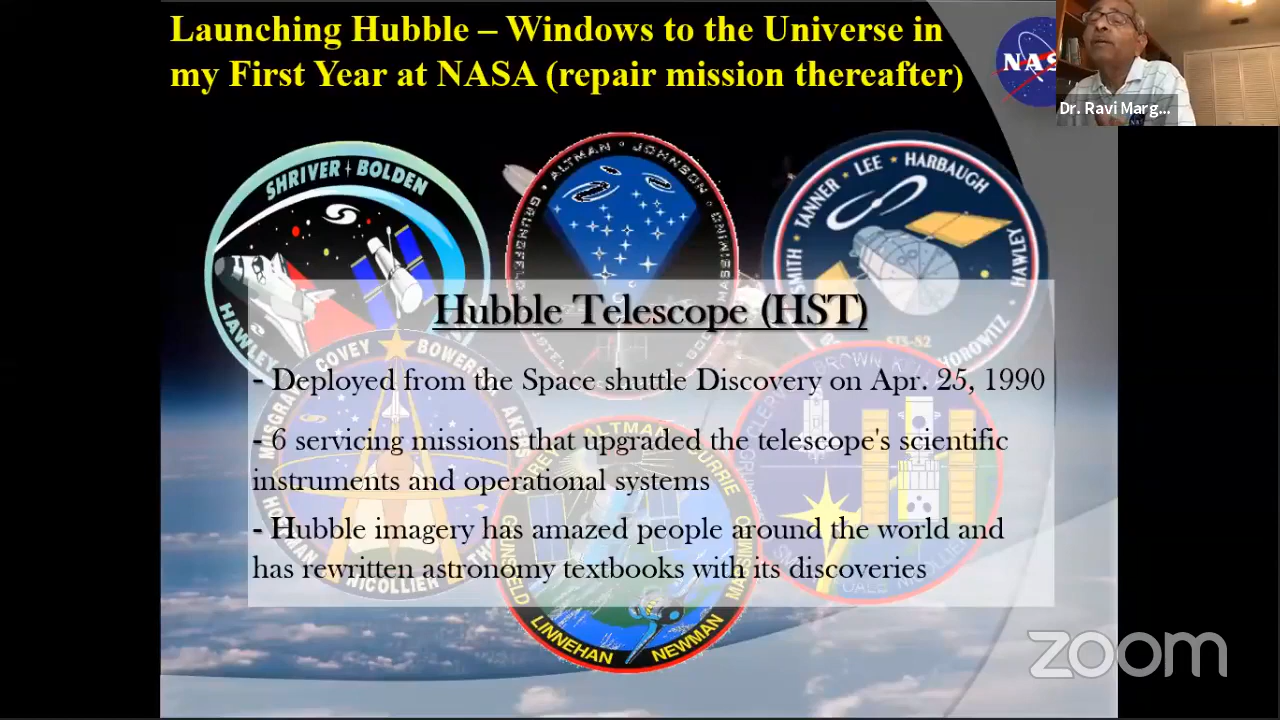 Launching Hubble – Windows to the Universe in
my First Year at NASA (repair mission thereafter)
NAS
Dr. Ravi Marg...
SHRIVER BOLDEN
HAWLEY
ALTMAN JOHNSON
TANNER LEE HARBAUGH
SMITH
HAWLEY
HOROWITZ
STS-82
Hubble Telescope (HST)
- Deployed from the Space shuttle Discovery on Apr. 25, 1990
- 6 servicing missions that upgraded the telescope's scientific
instruments and operational systems
- Hubble imagery has amazed people around the world and
has rewritten astronomy textbooks with its discoveries
COVEY
NICOLLIER
ALTMAN
LINNEHAN
NEWMAN
BROWN
zoom